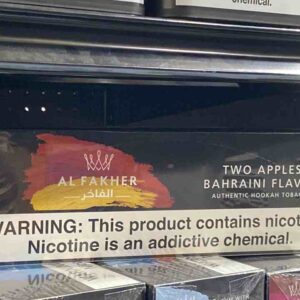 chemical.
AL FAKHER
الفاخر
TWO APPLES
BAHRAINI FLAV
AUTHENTIC HOOKAH TOBA
WARNING: This product contains nicot
Nicotine is an addictive chemical.